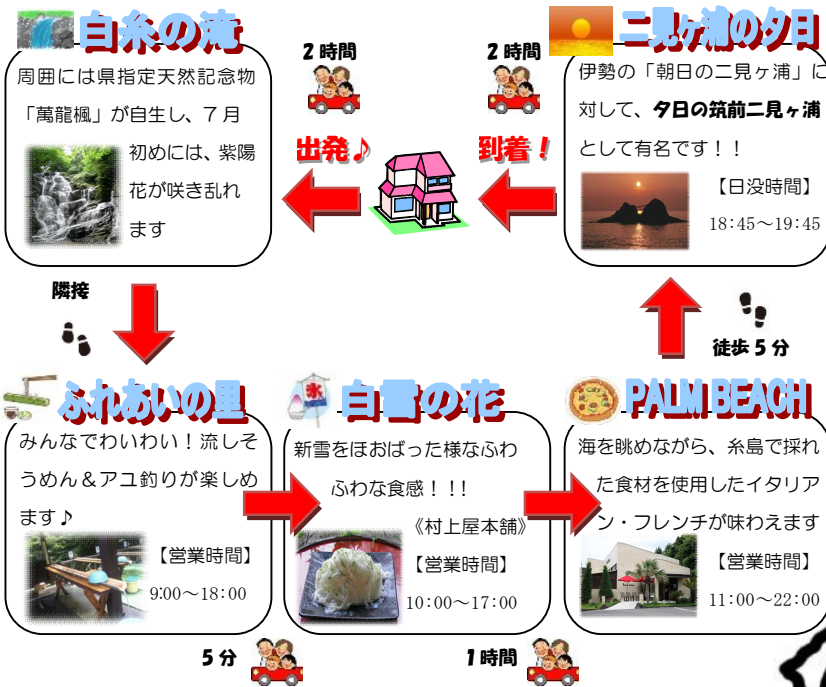 白糸の滝
周囲には県指定天然記念物
「萬龍楓」が自生し、７月
初めには、紫陽
花が咲き乱れ
ます
２時間
出発♪
２時間
到着！
二見ヶ浦の夕日
伊勢の「朝日の二見ヶ浦」に
対して、夕日の筑前二見ヶ浦
として有名です！！
【日没時間】
18:45～19:45
隣接
徒歩５分
ふれあいの里
みんなでわいわい！流しそ
うめん＆アユ釣りが楽しめ
ます♪
【営業時間】
9:00～18:00
５分
氷
白雪の花
新雪をほおばった様なふわ
ふわな食感！！！
《村上屋本舗》
【営業時間】
10:00～17:00
１時間
PALM BEACH
海を眺めながら、糸島で採れ
た食材を使用したイタリア
ン・フレンチが味わえます
【営業時間】
11:00～22:00